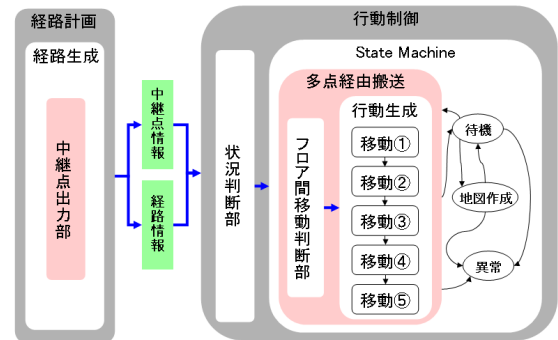 経路計画
経路生成
中継点出力部
中継点情報
経路情報
行動制御
状況判断部
State Machine
多点経由搬送
フロア間移動判断部
行動生成
移動①
移動②
移動③
移動④
移動⑤
待機
地図作成
異常